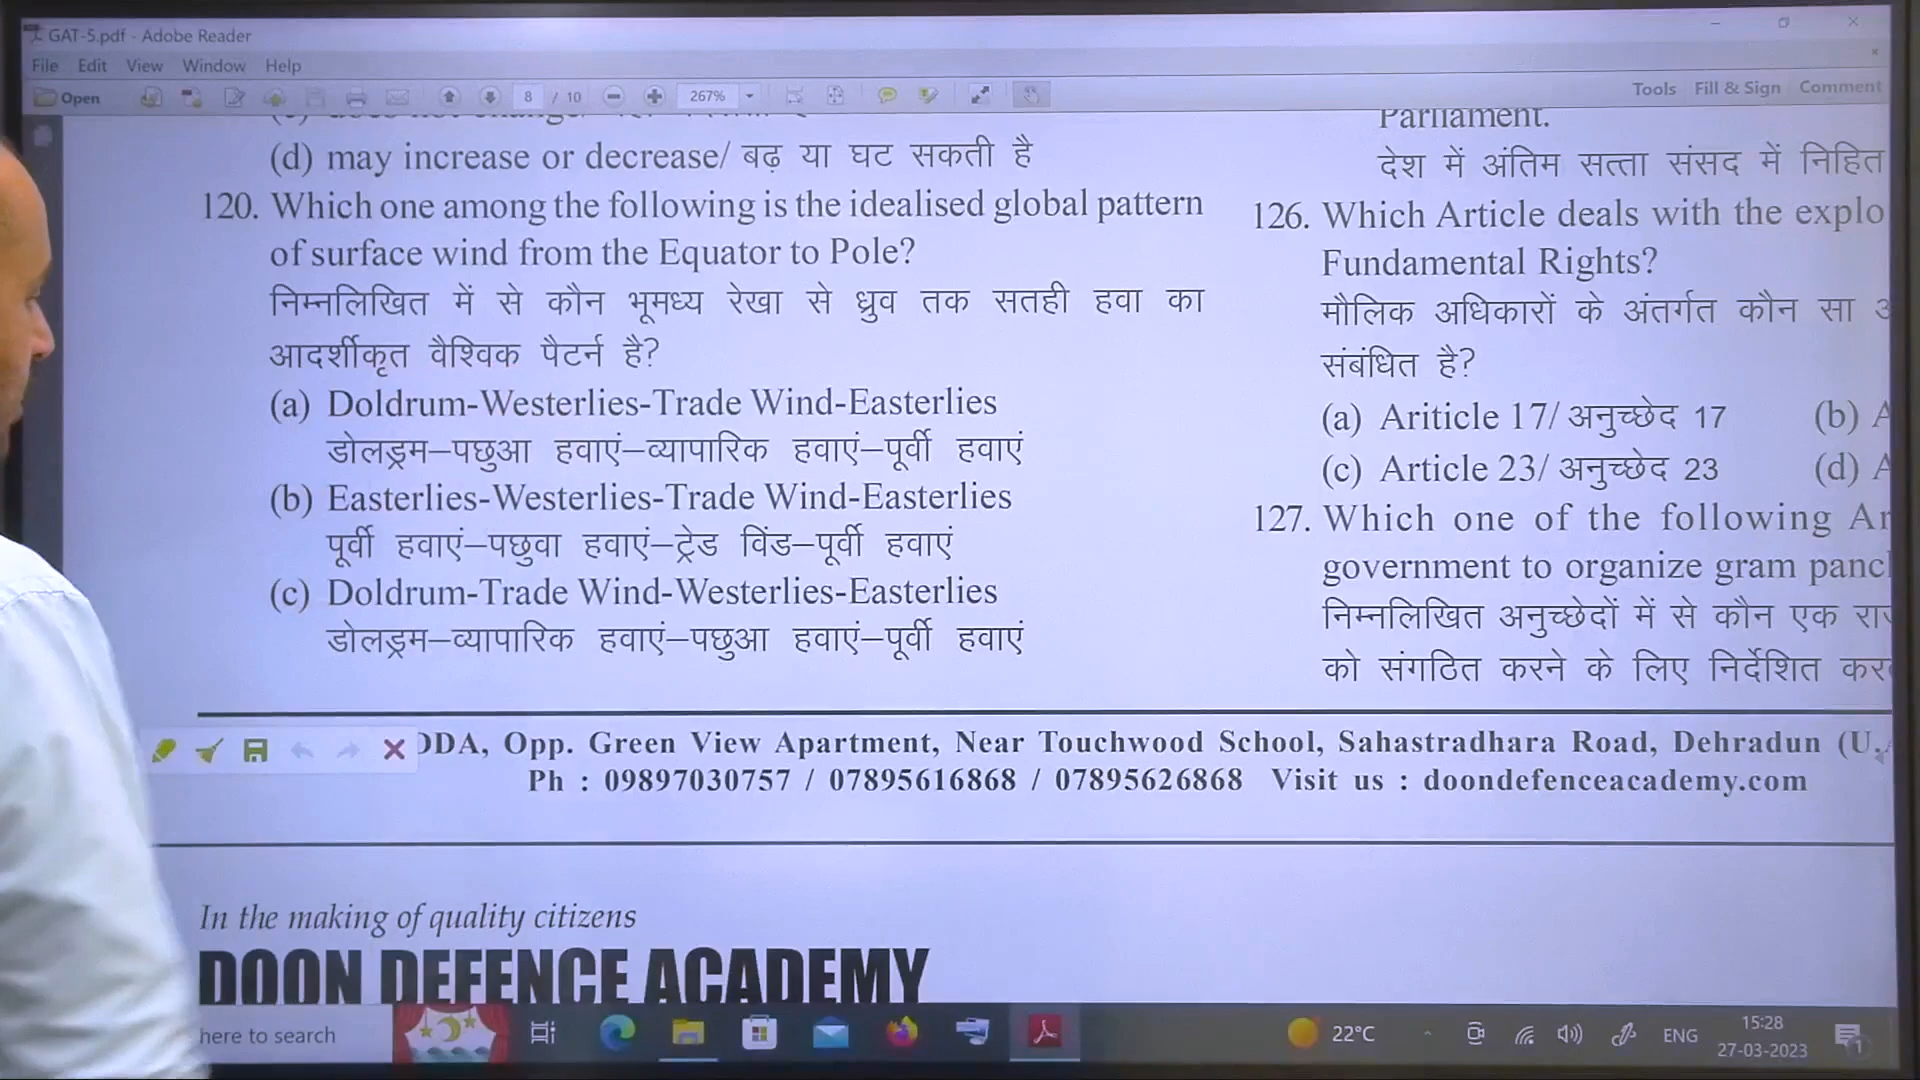 GAT-5.pdf - Adobe Reader
File Edit View Window Help
Open 8 / 10 267% Tools Fill & Sign Comment
(d) may increase or decrease/ बढ़ या घट सकती है
120. Which one among the following is the idealised global pattern
of surface wind from the Equator to Pole?
निम्नलिखित में से कौन भूमध्य रेखा से ध्रुव तक सतही हवा का
आदर्शीकृत वैश्विक पैटर्न है?
(a) Doldrum-Westerlies-Trade Wind-Easterlies
डोलड्रम–पछुआ हवाएं–व्यापारिक हवाएं–पूर्वी हवाएं
(b) Easterlies-Westerlies-Trade Wind-Easterlies
पूर्वी हवाएं–पछुवा हवाएं–ट्रेड विंड–पूर्वी हवाएं
(c) Doldrum-Trade Wind-Westerlies-Easterlies
डोलड्रम–व्यापारिक हवाएं–पछुआ हवाएं–पूर्वी हवाएं
Parliament.
देश में अंतिम सत्ता संसद में निहित
126. Which Article deals with the explo
Fundamental Rights?
मौलिक अधिकारों के अंतर्गत कौन सा
संबंधित है?
(a) Ariticle 17/ अनुच्छेद 17 (b) A
(c) Article 23/ अनुच्छेद 23 (d) A
127. Which one of the following Ar
government to organize gram panc
निम्नलिखित अनुच्छेदों में से कौन एक
को संगठित करने के लिए निर्देशित
DDA, Opp. Green View Apartment, Near Touchwood School, Sahastradhara Road, Dehradun (U.
Ph : 09897030757 / 07895616868 / 07895626868 Visit us : doondefenceacademy.com
In the making of quality citizens
DOON DEFENCE ACADEMY
here to search
22°C
ENG
15:28
27-03-2023
1